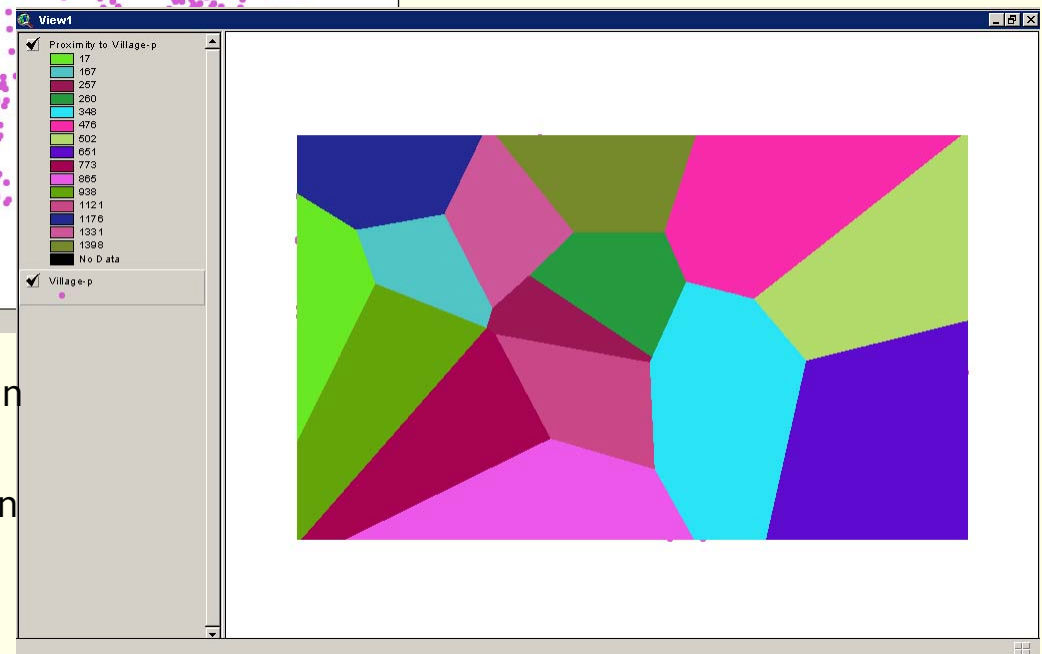 View1
Proximity to Village-p
17
167
257
260
348
476
502
651
773
865
938
1121
1176
1331
1398
No Data
Village-p
n
n